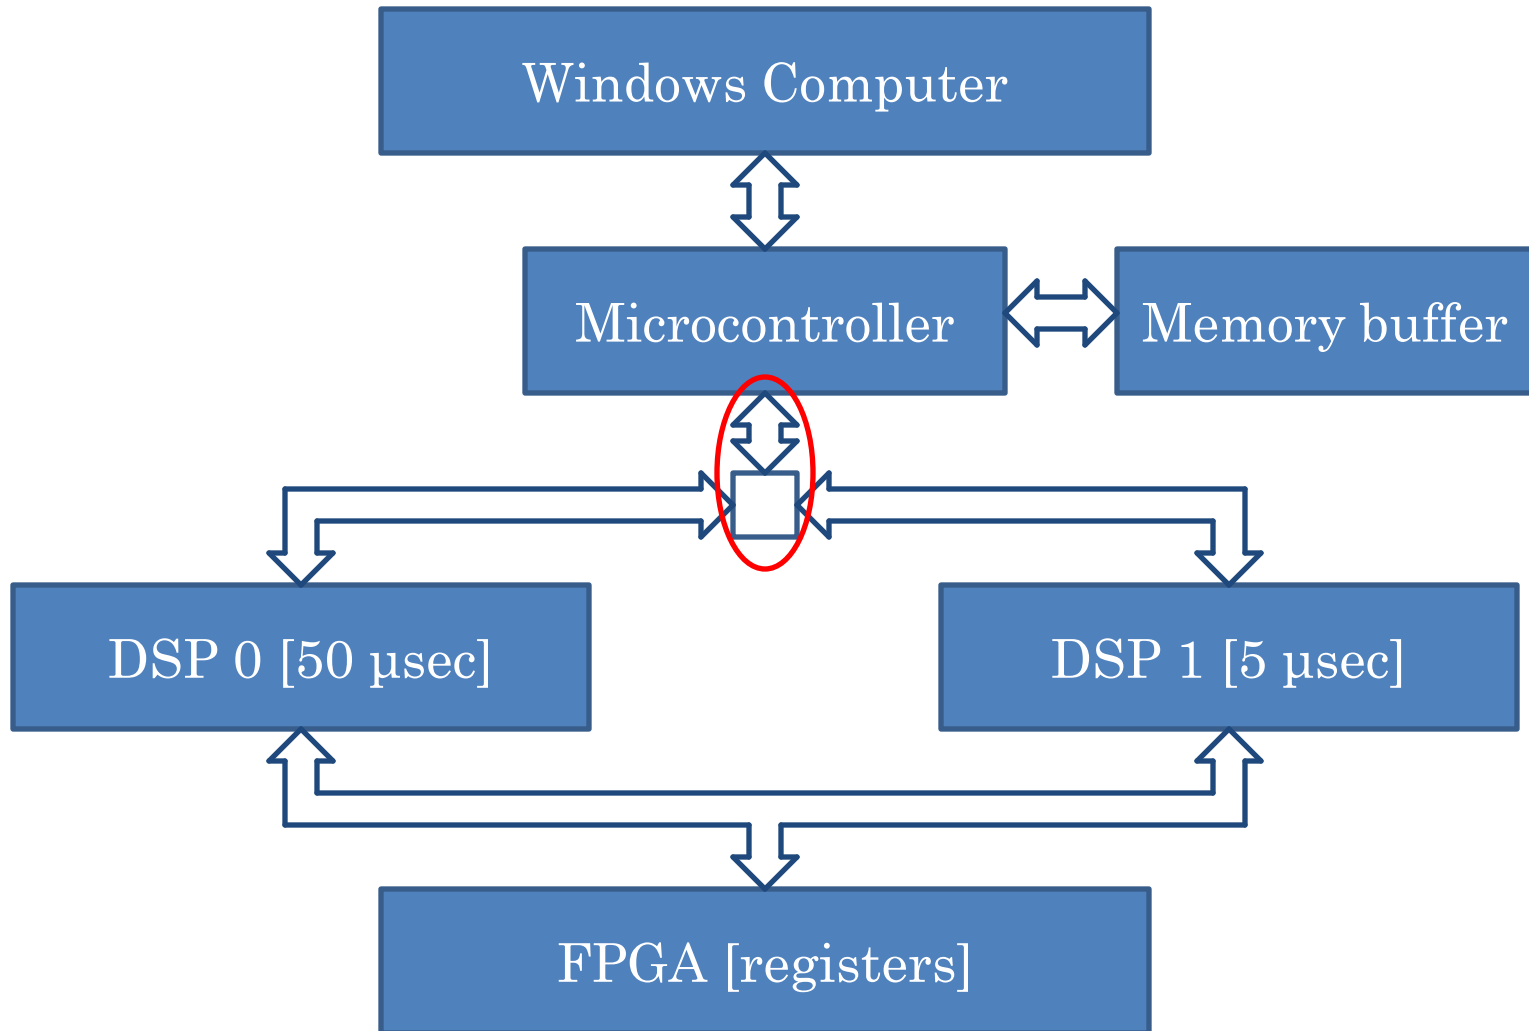 Windows Computer
Microcontroller
Memory buffer
DSP 0 [50 µsec]
DSP 1 [5 µsec]
FPGA [registers]